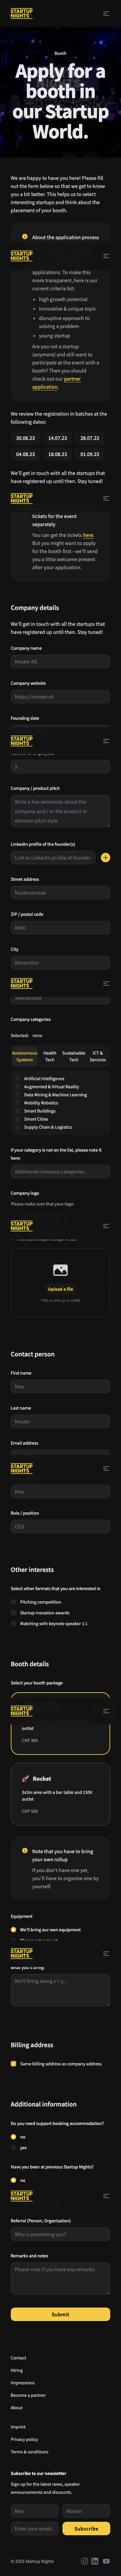 STARTUP
NIGHTS
Booth
Apply for a
booth in
our Startup
World.
We are happy to have you here! Please fill
out the form below so that we get to know
you better. Please note that we give many
interesting startups and high priority about the
placement of your booth.
About the application process
STARTUP
NIGHTS
applications. To make this
more transparent, here is our
current criteria list:
• high growth potential
• innovative & unique topic
• disruptive approach to
solving a problem
• young startup
Are you not a startup
(anymore) and still want to
participate at the event with a
booth? Then you should
check out our partner
application.
We review the registration in batches at the
following dates:
30.06.23 14.07.23 28.07.23
04.08.23 18.08.23 01.09.23
We'll get in touch with all the startups that
we registered up until then. Stay tuned!
STARTUP
NIGHTS
tickets for the event
separately
You can get the tickets here.
But you might want to apply
for the booth first - we'll send
you a little welcome present
after your application.
Company details
We'll get in touch with all the startups that
we registered up until then. Stay tuned!
Company name
Muster AG
Company website
https://muster.ch
Founding date
STARTUP
NIGHTS
5
Company / product pitch
Write a few sentences about the
company and / or the product in
elevator-pitch style
LinkedIn profile of the founder(s)
Link to LinkedIn profile of founder
Street address
Musterstrasse
ZIP / postal code
8400
City
Winterthur
STARTUP
NIGHTS
Switzerland
Company categories
Selected: none
Autonomous
Systems
Health
Tech
Sustainable
Tech
ICT &
Services
Artificial Intelligence
Augmented & Virtual Reality
Data Mining & Machine Learning
Mobility Robotics
Smart Buildings
Smart Cities
Supply Chain & Logistics
If your category is not on the list, please note it
here:
Additional company categories...
Company logo
Please make sure that your logo:
STARTUP
NIGHTS
Upload a file
PNG or SVG up to 10MB
Contact person
First name
Max
Last name
Muster
Email address
STARTUP
NIGHTS
Max
Role / position
CEO
Other interests
Select other formats that you are interested in
Pitching competition
Startup inovation awards
Matching with keynote speaker 1:1
Booth details
Select your booth package
STARTUP
NIGHTS
outlet
CHF 300
Rocket
3x3m area with a bar table and 230V
outlet
CHF 500
Note that you have to bring
your own rollup
If you don't have one yet,
you'll have to organize one by
yourself.
Equipment
We'll bring our own equipment
STARTUP
NIGHTS
What you'll bring:
We'll bring along x + y...
Billing address
Same billing address as company address
Additional information
Do you need support booking accommodation?
no
yes
Have you been at previous Startup Nights?
no
STARTUP
NIGHTS
Referral (Person, Organisation)
Who is promoting you?
Remarks and notes
Please note if you have any remarks
Submit
Contact
Hiring
Impressions
Become a partner
About
Imprint
Privacy policy
Terms & conditions
Subscribe to our newsletter
Sign up for the latest news, speaker
announcements and discounts.
Max Muster
Enter your email Subscribe
© 2023 Startup Nights